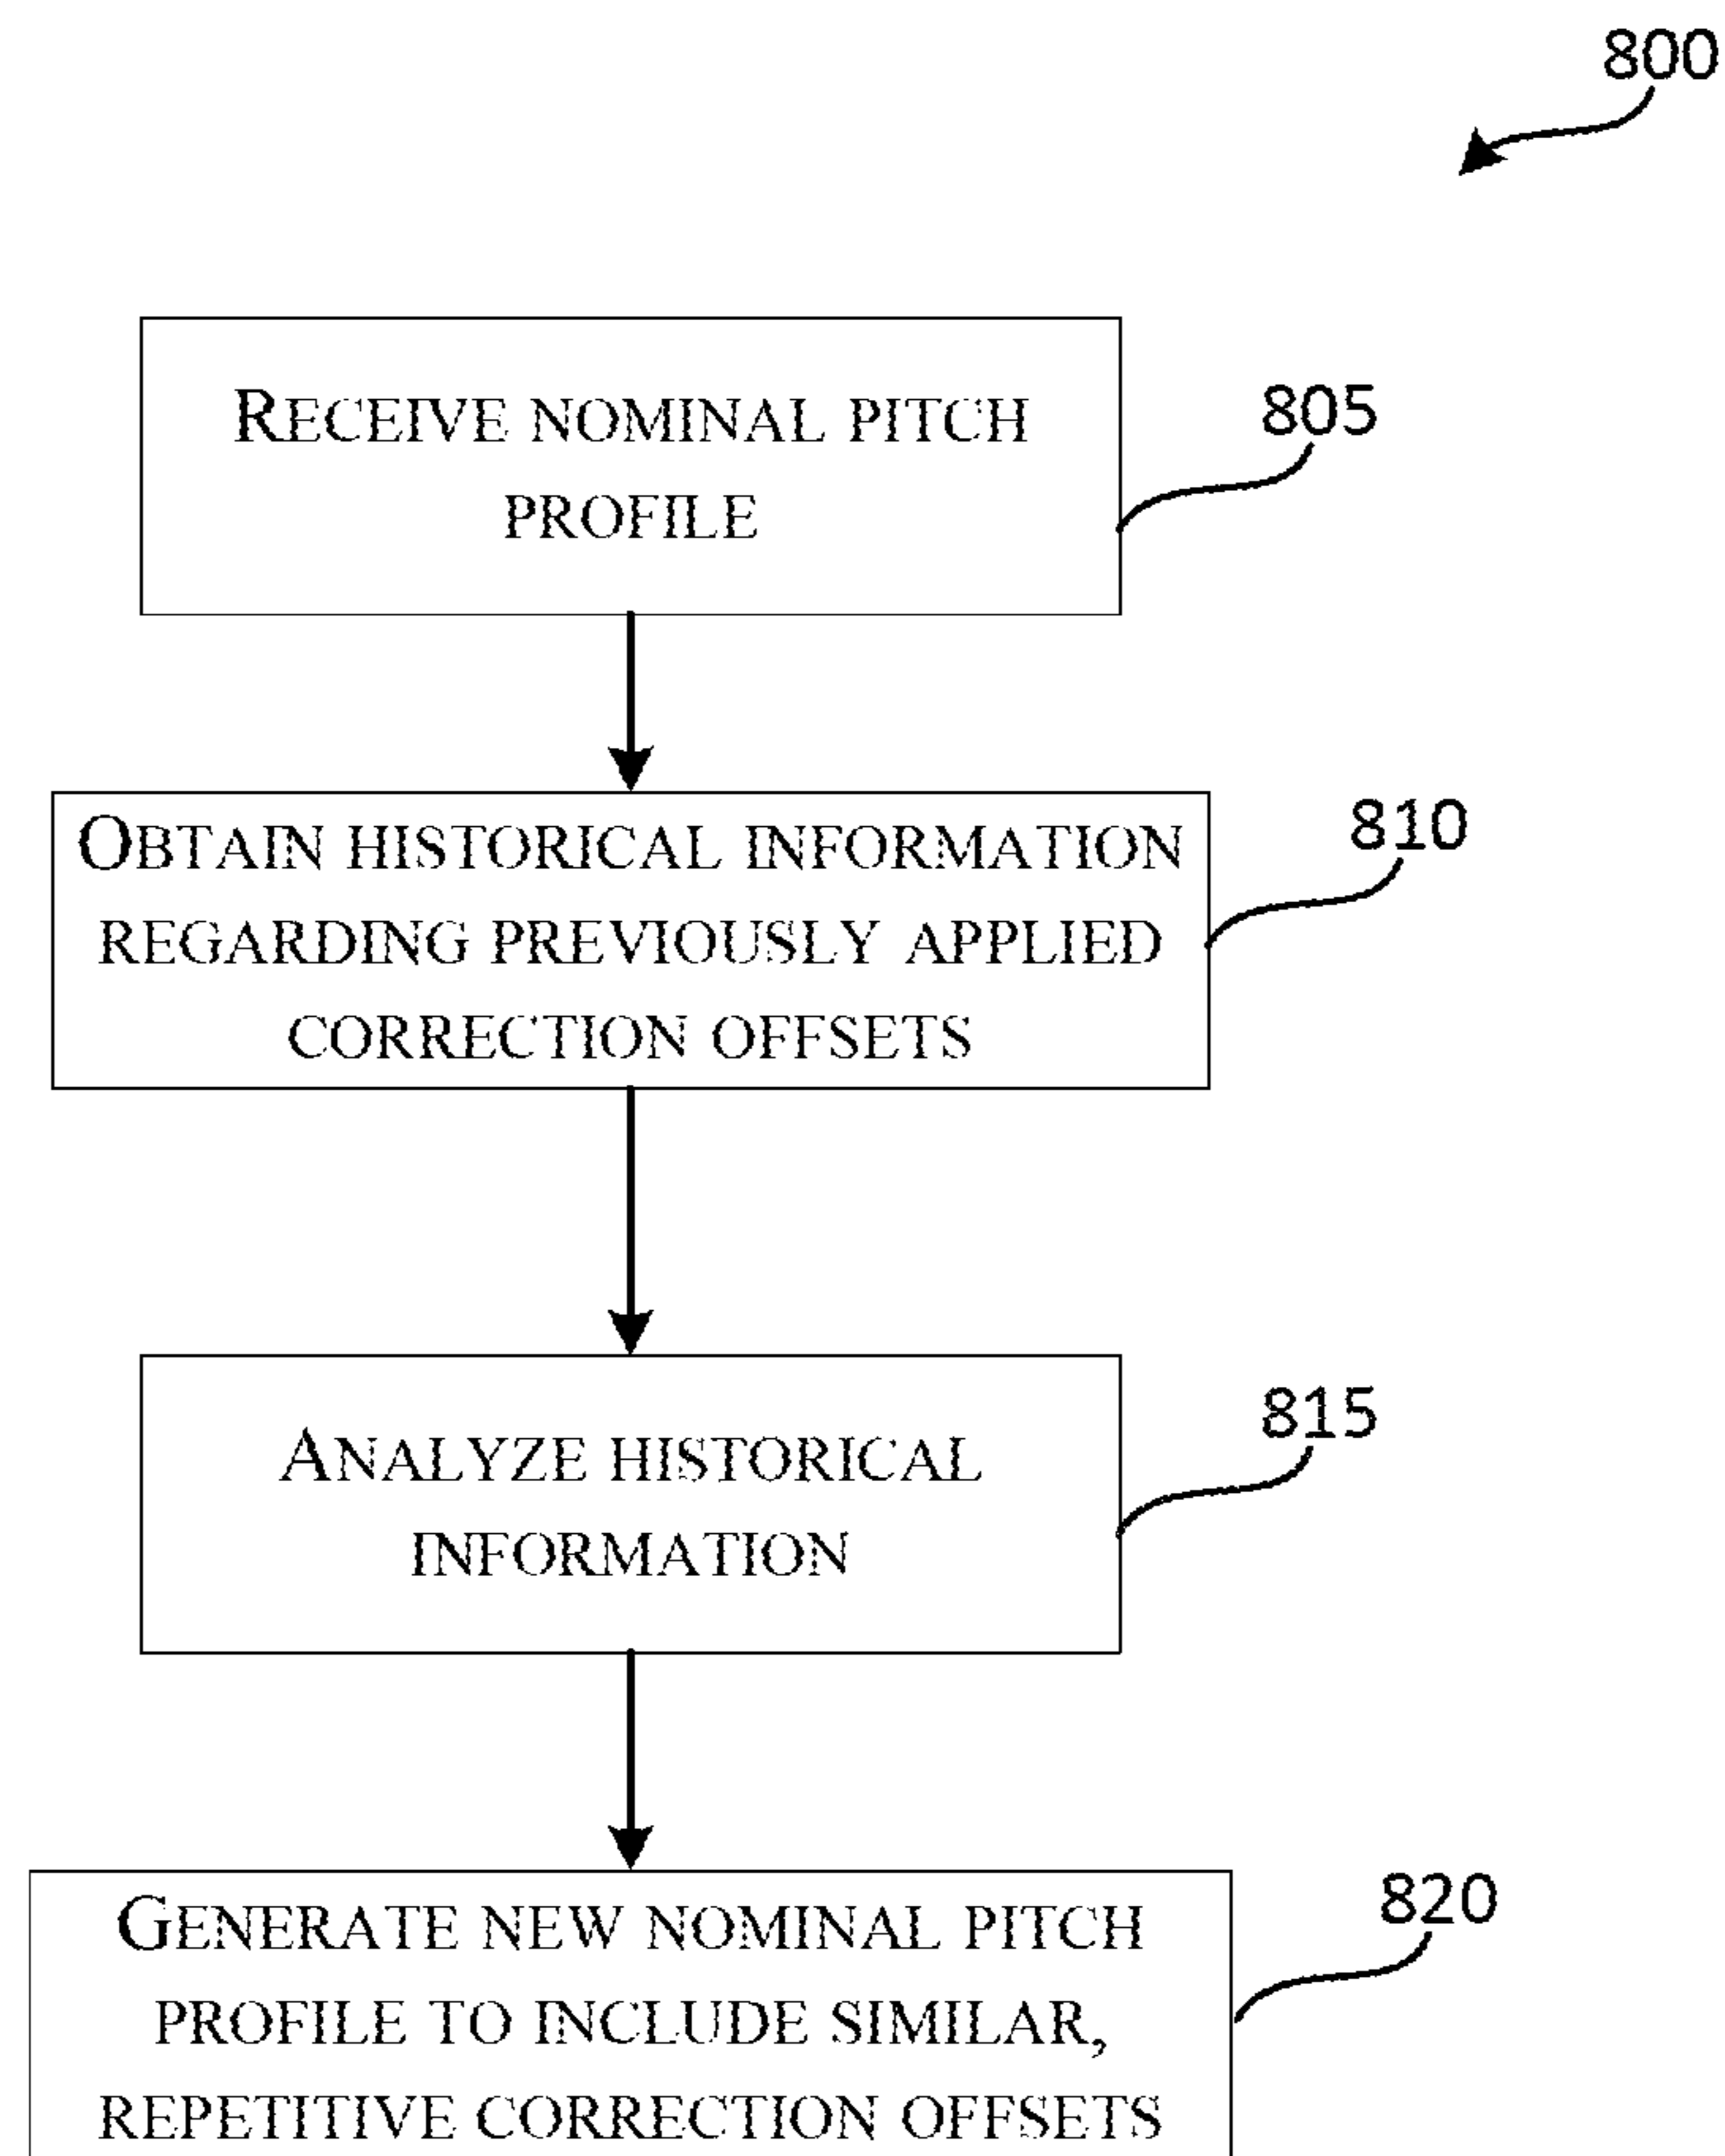 800
RECEIVE NOMINAL PITCH
PROFILE
805
OBTAIN HISTORICAL INFORMATION
REGARDING PREVIOUSLY APPLIED
CORRECTION OFFSETS
810
ANALYZE HISTORICAL
INFORMATION
815
GENERATE NEW NOMINAL PITCH
PROFILE TO INCLUDE SIMILAR,
REPETITIVE CORRECTION OFFSETS
820